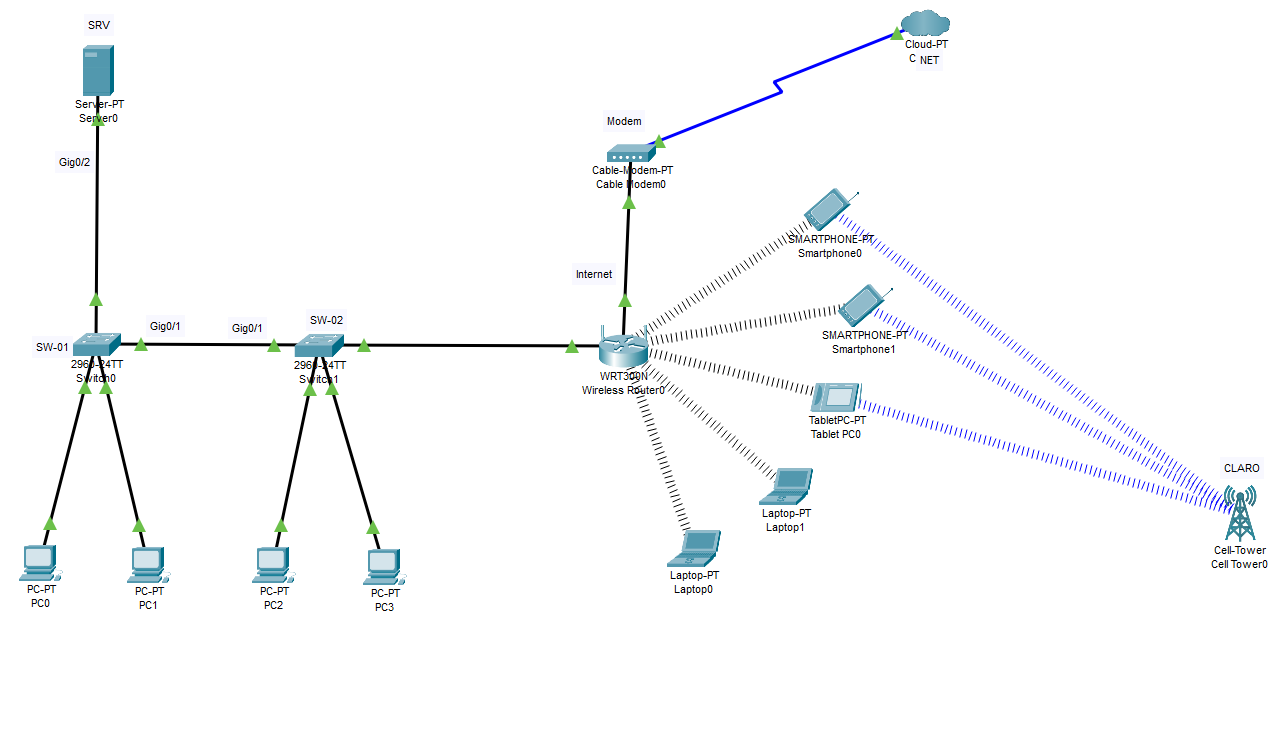 SRV
Server-PT
Server0
Gig0/2
Cloud-PT
C NET
Modem
Cable-Modem-PT
Cable Modem0
Internet
SMARTPHONE-PT
Smartphone0
SMARTPHONE-PT
Smartphone1
SW-01
Gig0/1
Gig0/1
SW-02
2960-24TT
Switch0
2960-24TT
Switch1
WRT300N
Wireless Router0
TabletPC-PT
Tablet PC0
CLARO
Cell-Tower
Cell Tower0
Laptop-PT
Laptop1
Laptop-PT
Laptop0
PC-PT
PC0
PC-PT
PC1
PC-PT
PC2
PC-PT
PC3